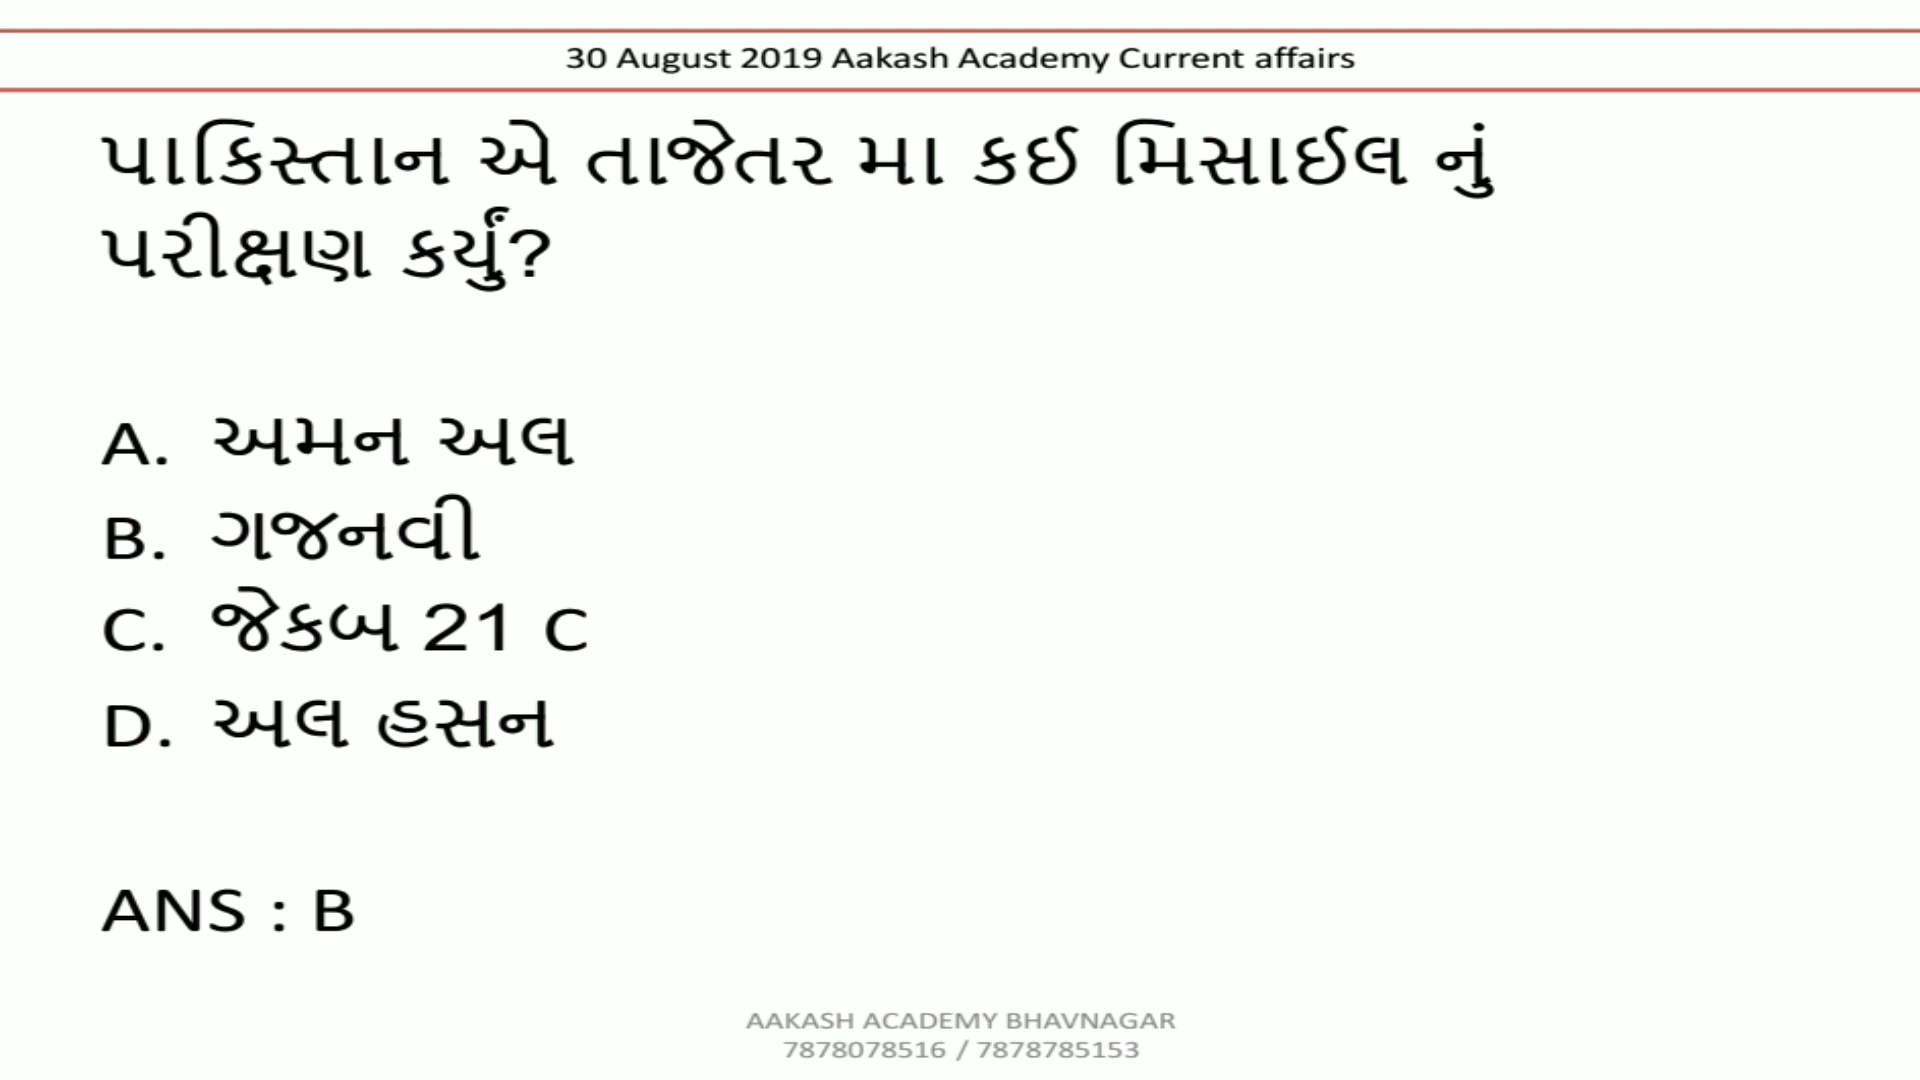 30 August 2019 Aakash Academy Current affairs
પાકિસ્તાન એ તાજેતર મા કઈ મિસાઈલ નું
પરીક્ષણ કર્યું?
A. અમન અલ
B. ગજનવી
C. જેકબ 21 C
D. અલ હસન
ANS : B
AAKASH ACADEMY BHAVNAGAR
7878078516 / 7878785153